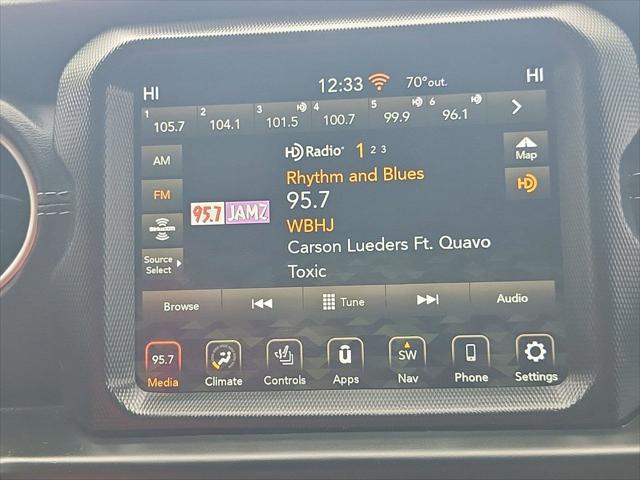 HI 12:33 70° out. HI
1 105.7 2 104.1 3 101.5 HD 4 100.7 5 99.9 HD 6 96.1 HD
AM
HD Radio 1 2 3
Map
Rhythm and Blues
FM
HD
95.7 JAMZ
95.7
WBHJ
SiriusXM
Carson Lueders Ft. Quavo
Source
Select
Toxic
Browse Tune Audio
95.7 SW
Media Climate Controls Apps Nav Phone Settings